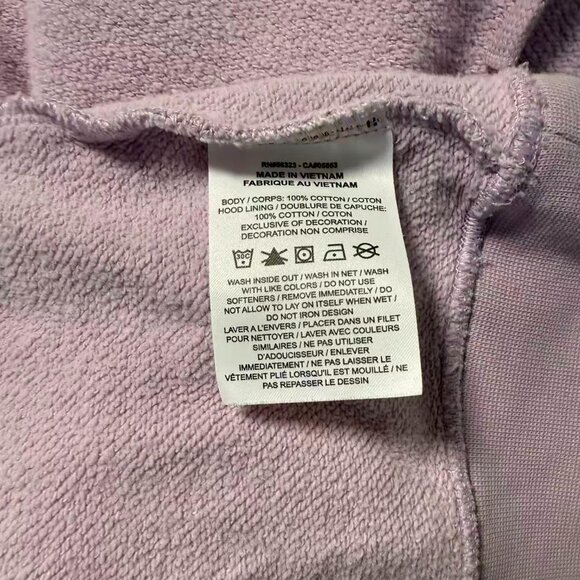 RN#56323 - CA#05553
MADE IN VIETNAM
FABRIQUE AU VIETNAM
BODY / CORPS: 100% COTTON / COTON
HOOD LINING / DOUBLURE DE CAPUCHE:
100% COTTON / COTON
EXCLUSIVE OF DECORATION /
DECORATION NON COMPRISE
30C
WASH INSIDE OUT / WASH IN NET / WASH
WITH LIKE COLORS / DO NOT USE
SOFTENERS / REMOVE IMMEDIATELY / DO
NOT ALLOW TO LAY ON ITSELF WHEN WET /
DO NOT IRON DESIGN
LAVER A L'ENVERS / PLACER DANS UN FILET
POUR NETTOYER / LAVER AVEC COULEURS
SIMILAIRES / NE PAS UTILISER
D'ADOUCISSEUR / ENLEVER
IMMÉDIATEMENT / NE PAS LAISSER LE
VÊTEMENT PLIÉ LORSQU'IL EST MOUILLÉ / NE
PAS REPASSER LE DESSIN